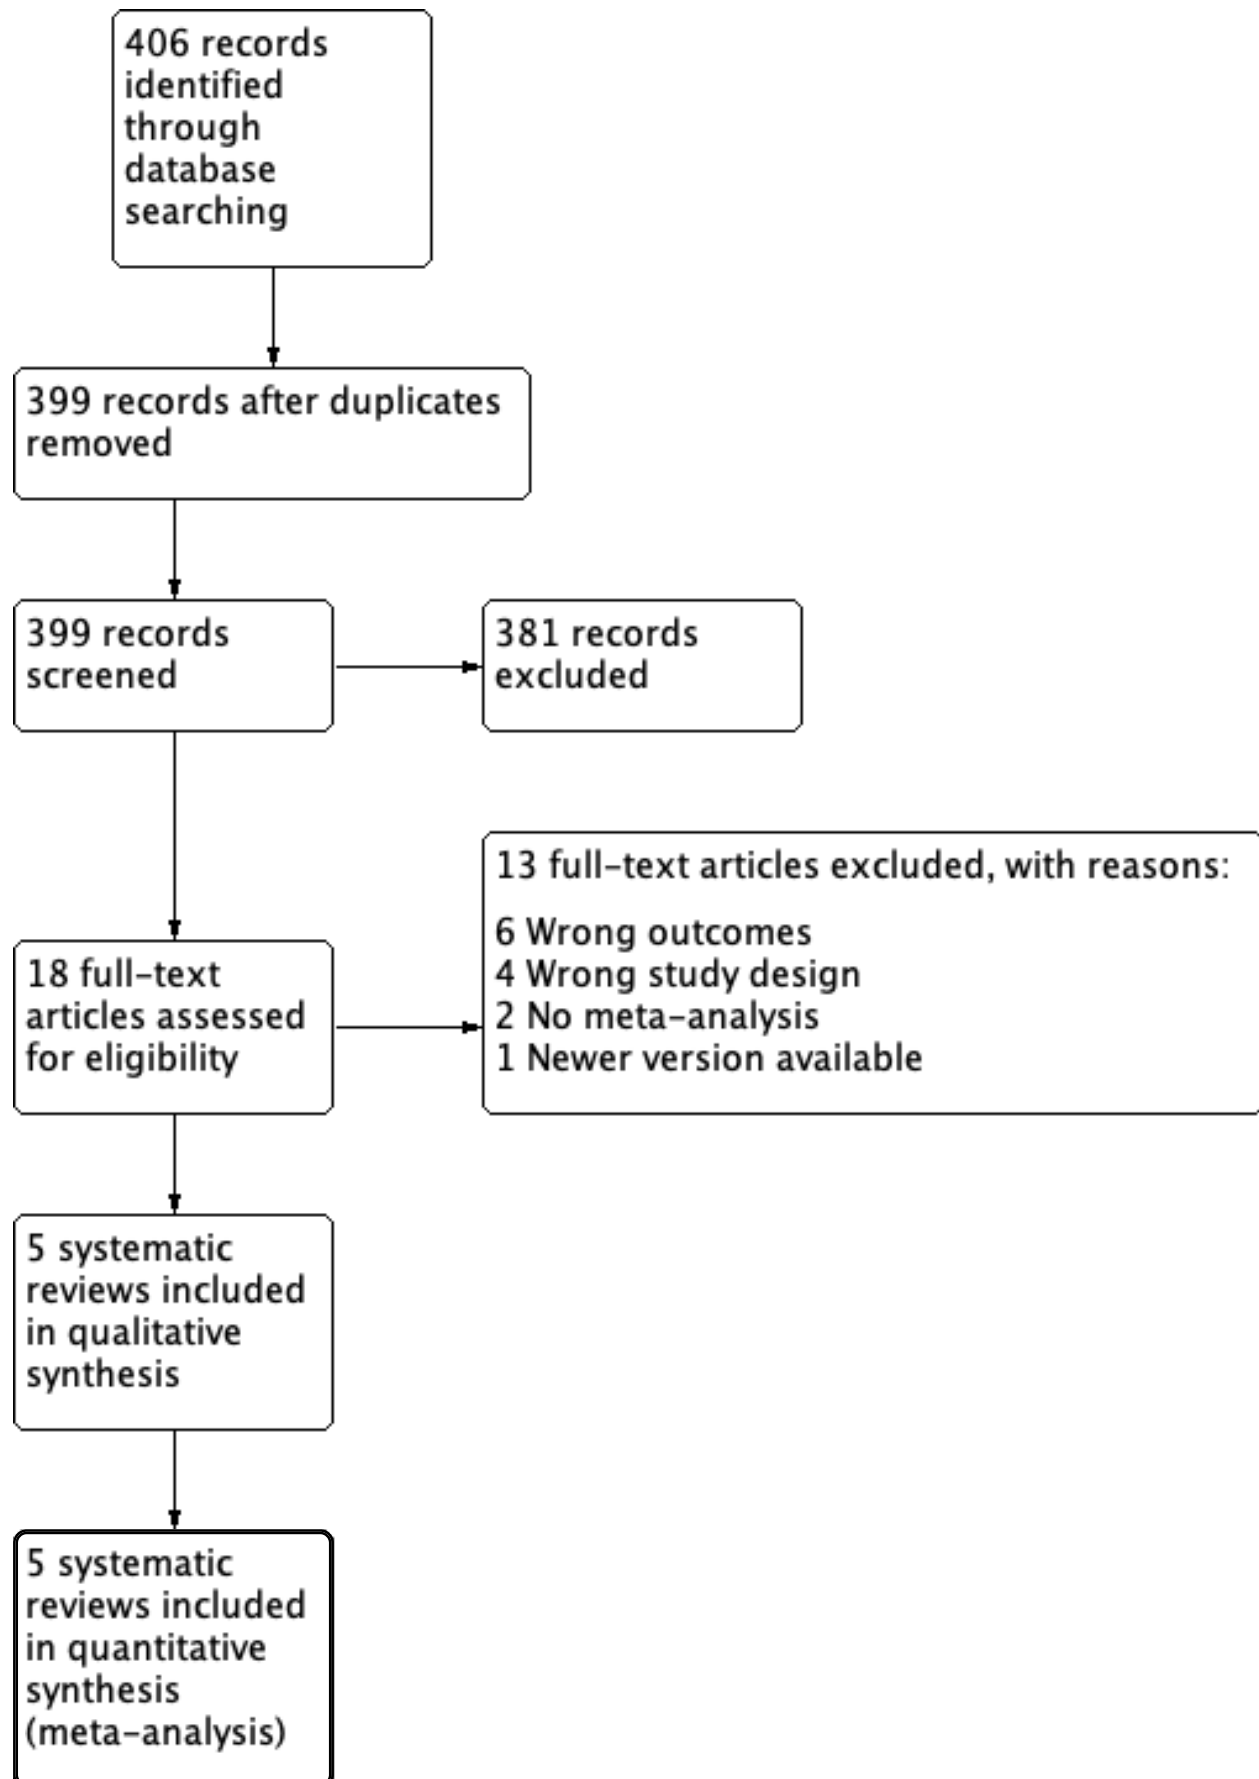 406 records
identified
through
database
searching
399 records after duplicates
removed
399 records
screened
381 records
excluded
13 full-text articles excluded, with reasons:
6 Wrong outcomes
4 Wrong study design
2 No meta-analysis
1 Newer version available
18 full-text
articles assessed
for eligibility
5 systematic
reviews included
in qualitative
synthesis
5 systematic
reviews included
in quantitative
synthesis
(meta-analysis)